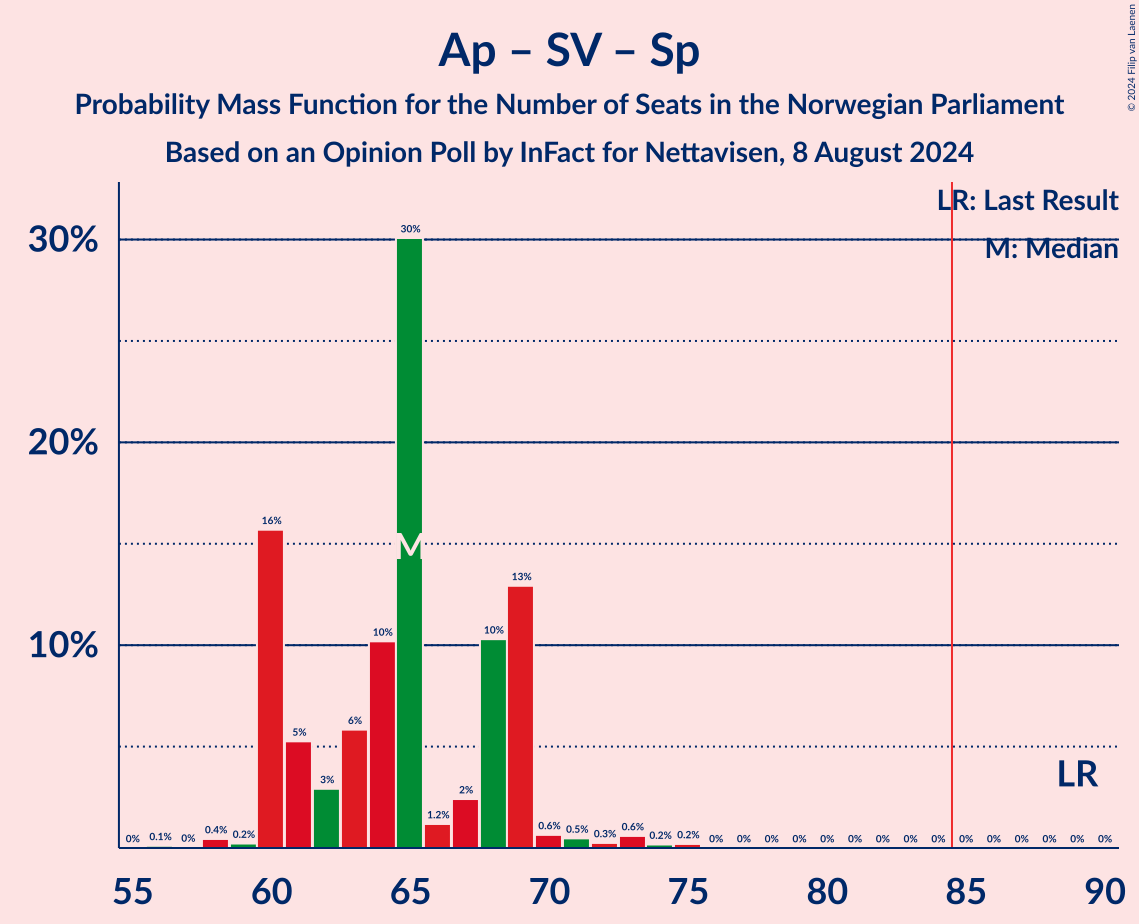 Ap – SV – Sp
Probability Mass Function for the Number of Seats in the Norwegian Parliament
Based on an Opinion Poll by InFact for Nettavisen, 8 August 2024
© 2024 Filip van Laenen
LR: Last Result
M: Median
30%
20%
10%
0% 0.1% 0% 0.4% 0.2% 16% 5% 3% 6% 10% 30% 1.2% 2% 10% 13% 0.6% 0.5% 0.3% 0.6% 0.2% 0.2% 0% 0% 0% 0% 0% 0% 0% 0% 0% 0% 0% 0% 0% 0% 0%
M
LR
55 60 65 70 75 80 85 90